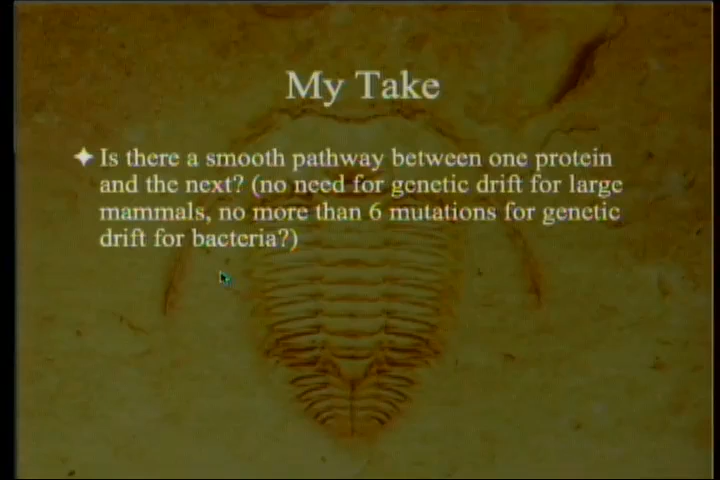 My Take
Is there a smooth pathway between one protein
and the next? (no need for genetic drift for large
mammals, no more than 6 mutations for genetic
drift for bacteria?)